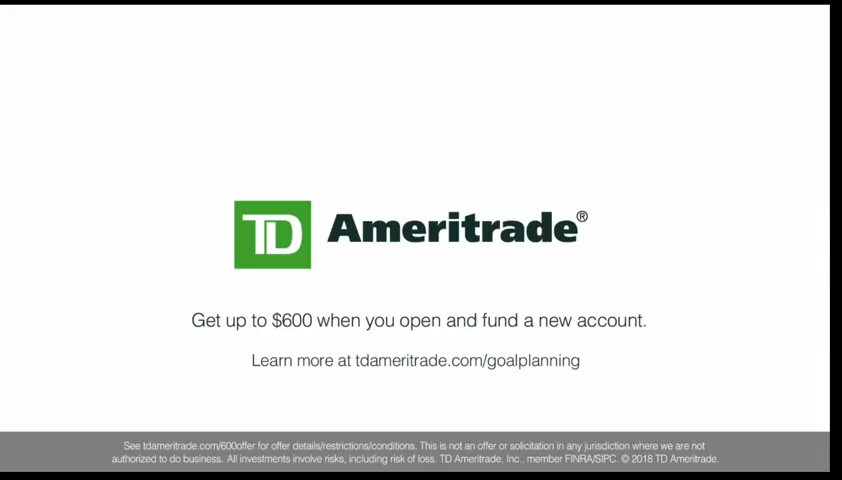 TD Ameritrade®
Get up to $600 when you open and fund a new account.
Learn more at tdameritrade.com/goalplanning
See tdameritrade.com/600offer for offer details/restrictions/conditions. This is not an offer or solicitation in any jurisdiction where we are not
authorized to do business. All investments involve risks, including risk of loss. TD Ameritrade, Inc., member FINRA/SIPC. © 2018 TD Ameritrade.